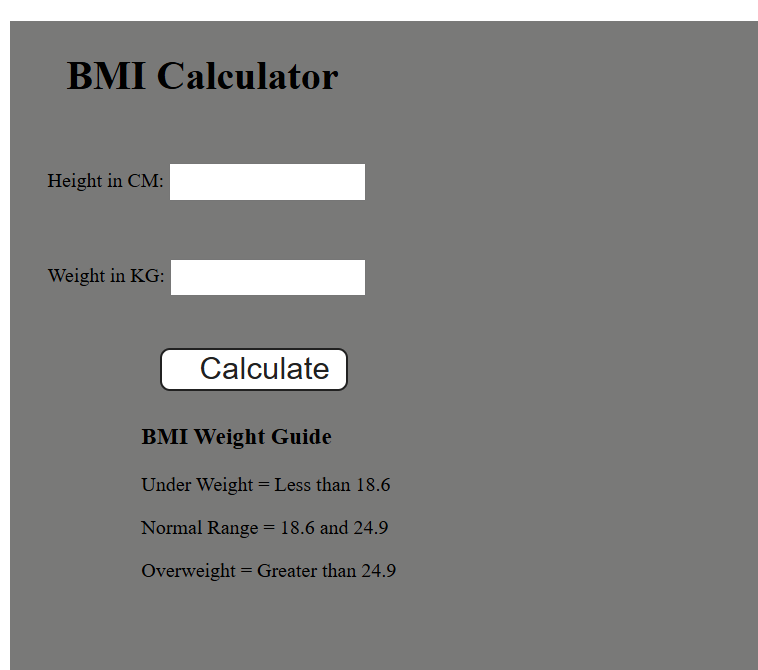 BMI Calculator
Height in CM:
Weight in KG:
Calculate
BMI Weight Guide
Under Weight = Less than 18.6
Normal Range = 18.6 and 24.9
Overweight = Greater than 24.9